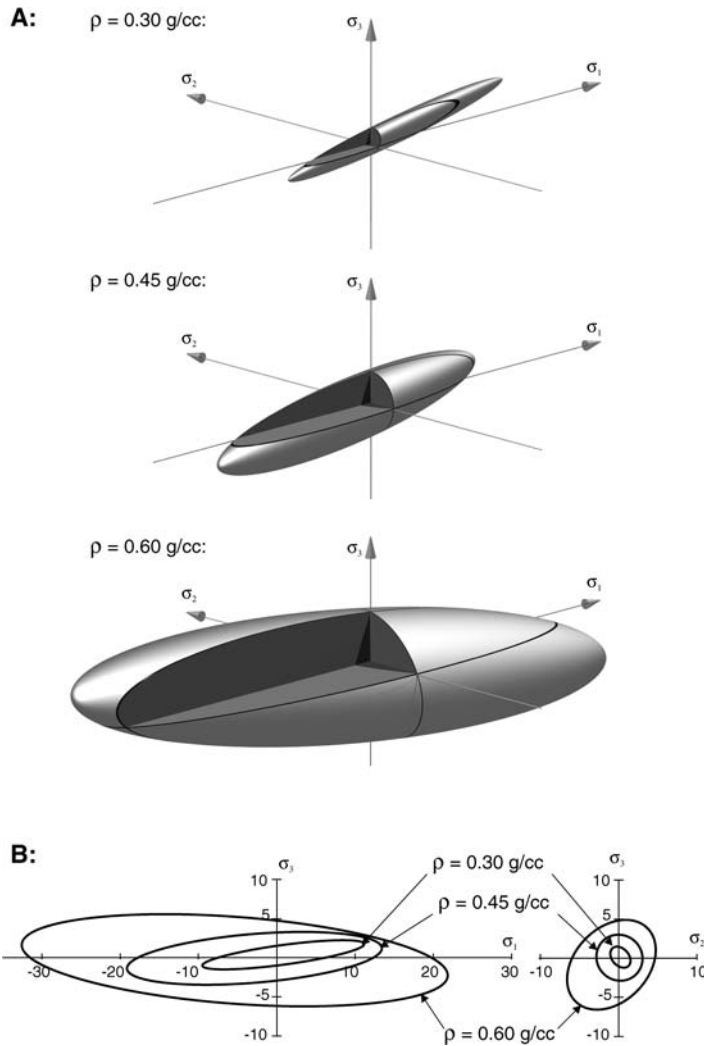 A:
ρ = 0.30 g/cc:
σ3
σ2
σ1
ρ = 0.45 g/cc:
σ3
σ2
σ1
ρ = 0.60 g/cc:
σ3
σ2
σ1
B:
σ3
10
5
-5
-10
-30
-20
-10
10
20
30
σ1
ρ = 0.30 g/cc
ρ = 0.45 g/cc
ρ = 0.60 g/cc
σ3
10
5
-5
-10
-10
10
σ2